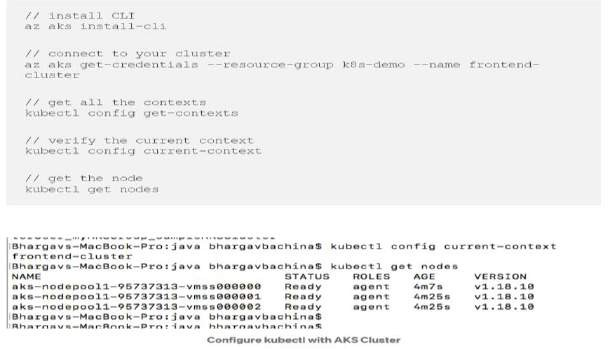 // install CLI
az aks install-cli
// connect to your cluster
az aks get-credentials --resource-group k8s-demo --name frontend-
cluster
// get all the contexts
kubectl config get-contexts
// verify the current context
kubectl config current-context
// get the node
kubectl get nodes
Bhargavs-MacBook-Pro:java bhargavbachina$ kubectl config current-context
frontend-cluster
Bhargavs-MacBook-Pro:java bhargavbachina$ kubectl get nodes
NAME STATUS ROLES AGE VERSION
aks-nodepool1-95737313-vmss000000 Ready agent 4m7s v1.18.10
aks-nodepool1-95737313-vmss000001 Ready agent 4m25s v1.18.10
aks-nodepool1-95737313-vmss000002 Ready agent 4m25s v1.18.10
Bhargavs-MacBook-Pro:java bhargavbachina$
Bhargavs-MacBook-Pro:java bhargavbachina$
Configure kubectl with AKS Cluster